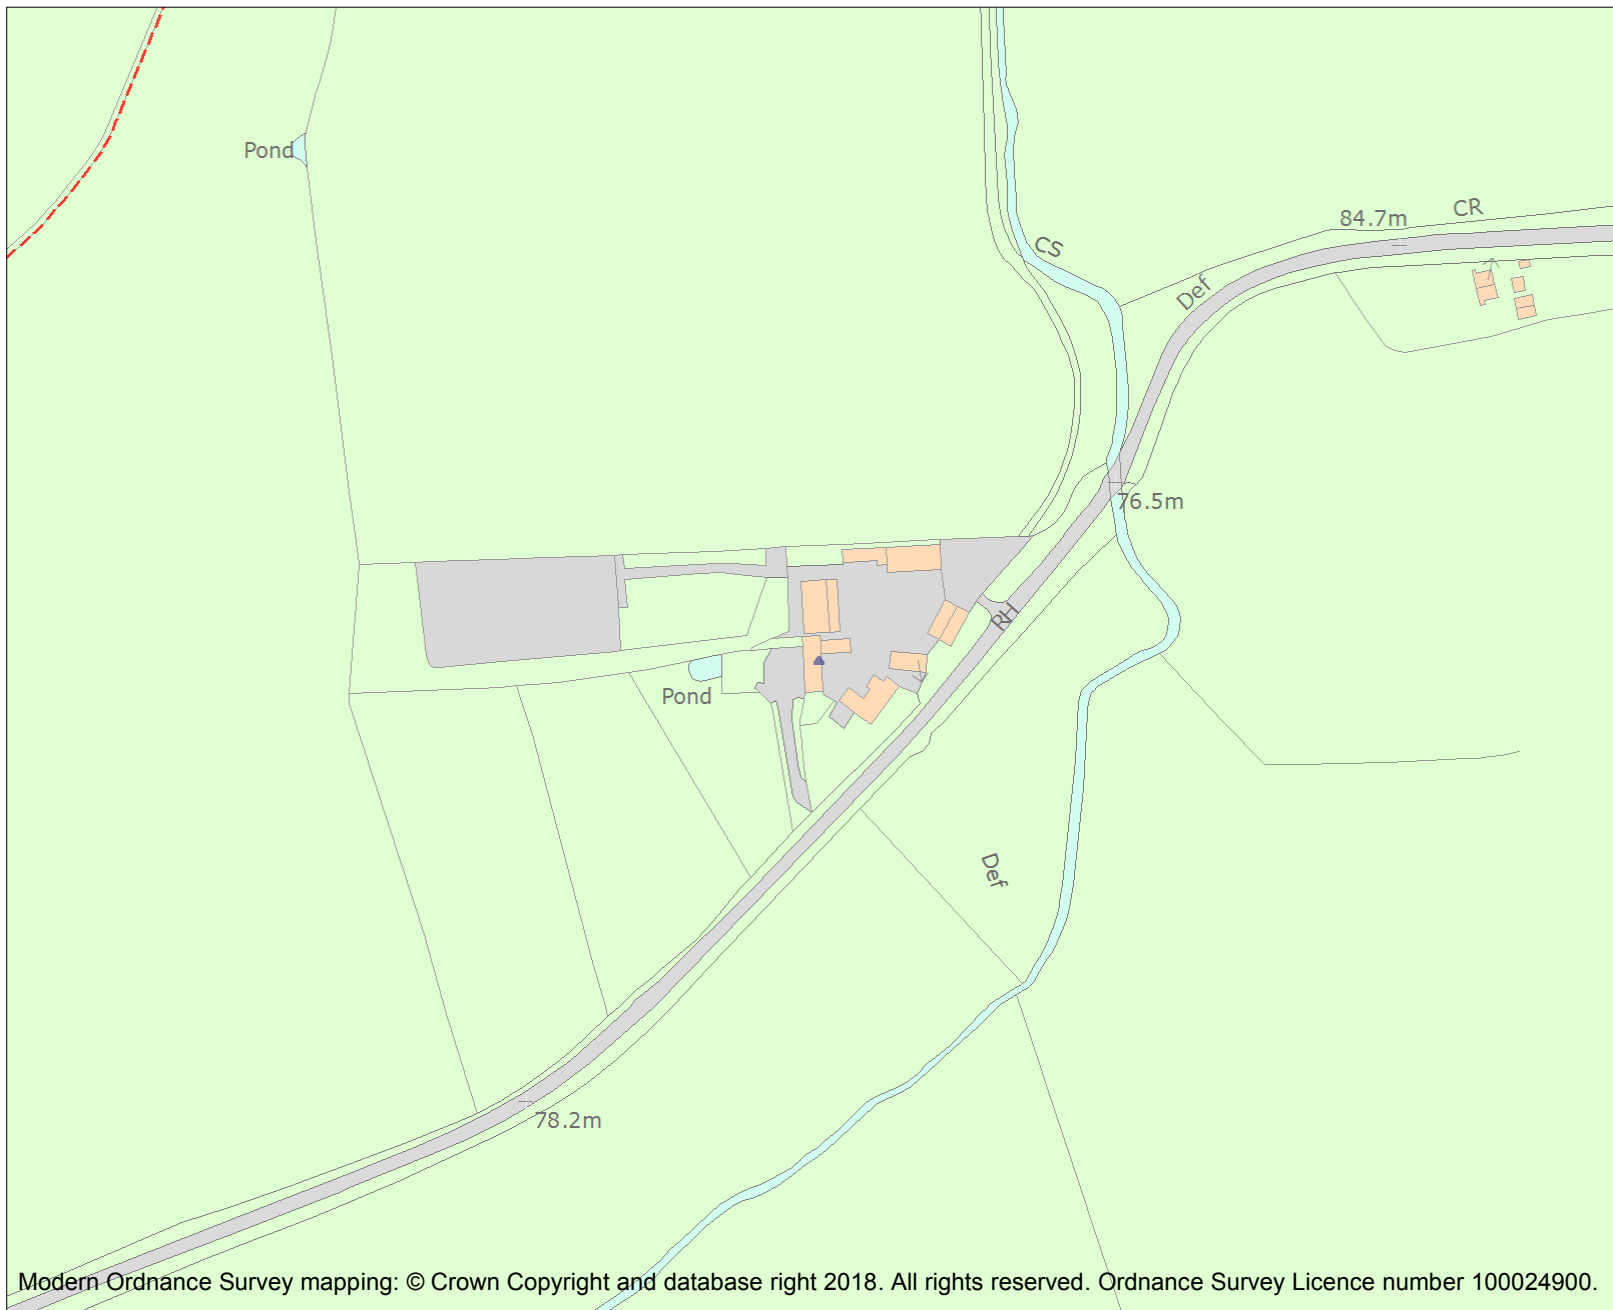 Pond
CS
84.7m
CR
Def
76.5m
RH
Pond
Def
78.2m
Modern Ordnance Survey mapping: © Crown Copyright and database right 2018. All rights reserved. Ordnance Survey Licence number 100024900.